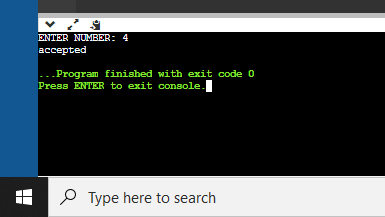 ENTER NUMBER: 4
accepted
...Program finished with exit code 0
Press ENTER to exit console.
Type here to search